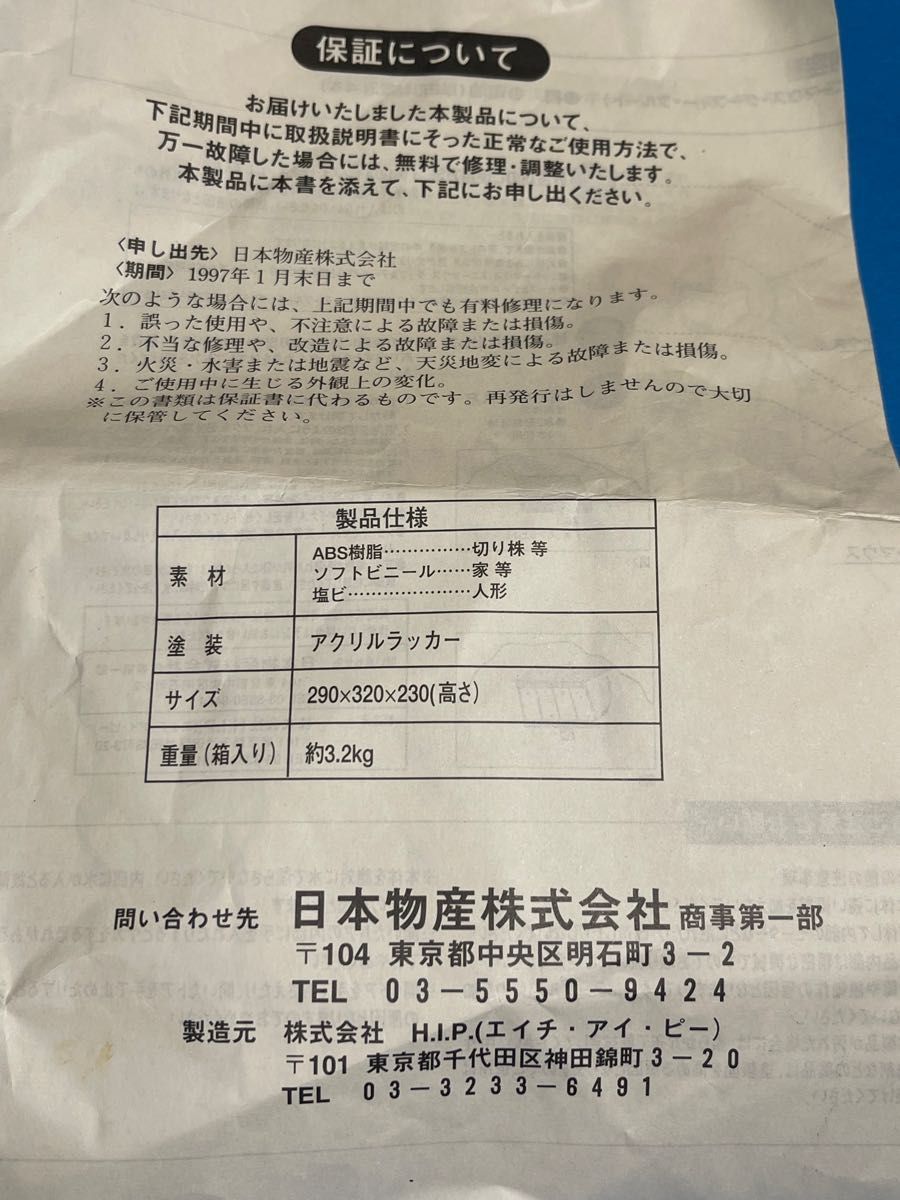 保証について
お届けいたしました本製品について、
下記期間中に取扱説明書にそった正常なご使用方法で、
万一故障した場合には、無料で修理・調整いたします。
本製品に本書を添えて、下記にお申し出ください。
〈申し出先〉日本物産株式会社
〈期間〉1997年1月末日まで
次のような場合には、上記期間中でも有料修理になります。
1．誤った使用や、不注意による故障または損傷。
2．不当な修理や、改造による故障または損傷。
3．火災・水害または地震など、天災地変による故障または損傷。
4．ご使用中に生じる外観上の変化。
※この書類は保証書に代わるものです。再発行はしませんので大切
に保管してください。
製品仕様
素 材
ABS樹脂……………切り株 等
ソフトビニール……家 等
塩ビ…………………人形
塗 装 アクリルラッカー
サイズ 290×320×230(高さ)
重量(箱入り) 約3.2kg
問い合わせ先 日本物産株式会社 商事第一部
〒104 東京都中央区明石町3－2
TEL 03－5550－9424
製造元 株式会社 H.I.P.(エイチ・アイ・ピー)
〒101 東京都千代田区神田錦町3－20
TEL 03－3233－6491